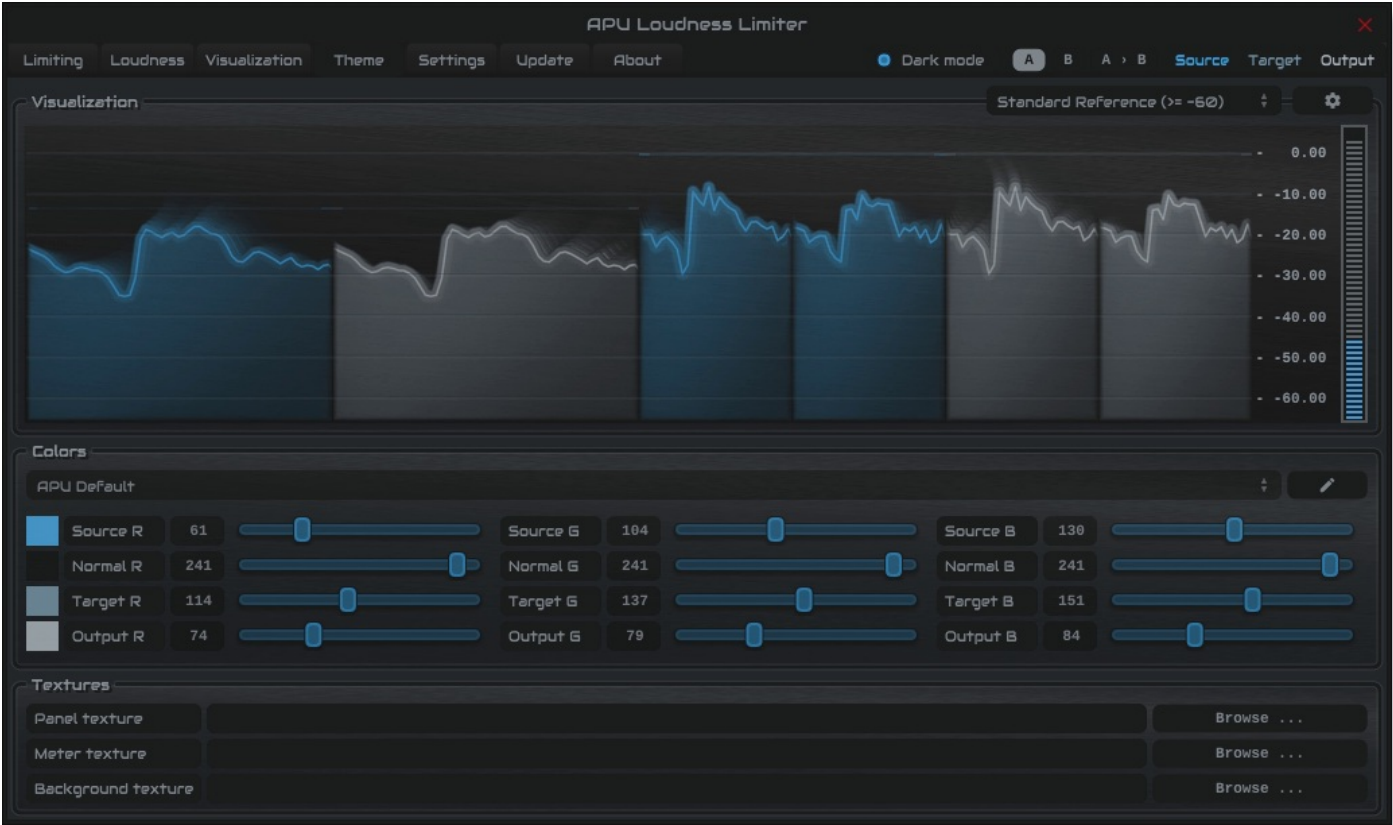 APU Loudness Limiter
Limiting Loudness Visualization Theme Settings Update About Dark mode A B A › B Source Target Output
Visualization Standard Reference (>= -60)
- 0.00
- -10.00
- -20.00
- -30.00
- -40.00
- -50.00
- -60.00
Colors
APU Default
Source R 61 Source G 104 Source B 130
Normal R 241 Normal G 241 Normal B 241
Target R 114 Target G 137 Target B 151
Output R 74 Output G 79 Output B 84
Textures
Panel texture Browse ...
Meter texture Browse ...
Background texture Browse ...